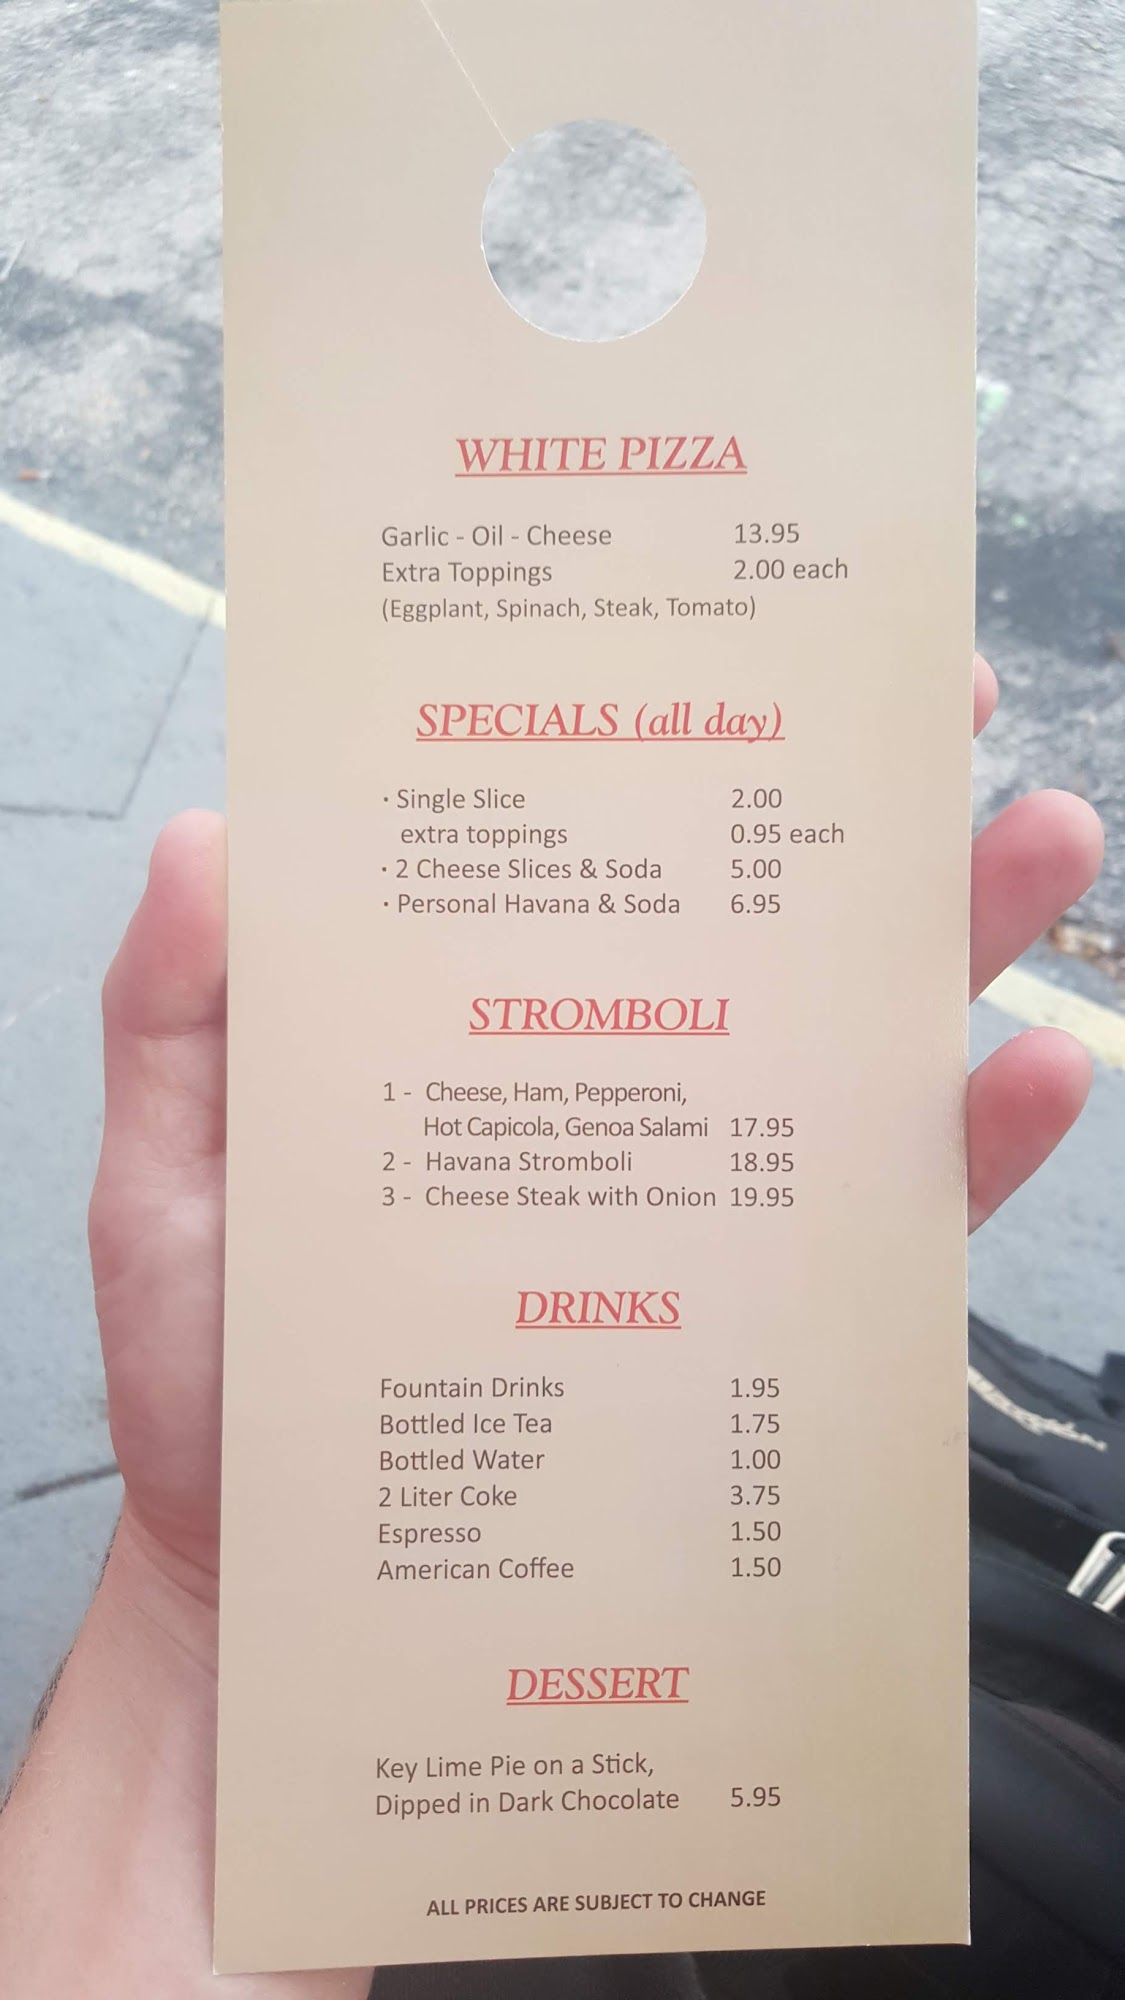 WHITE PIZZA
Garlic - Oil - Cheese 13.95
Extra Toppings 2.00 each
(Eggplant, Spinach, Steak, Tomato)
SPECIALS (all day)
· Single Slice 2.00
extra toppings 0.95 each
· 2 Cheese Slices & Soda 5.00
· Personal Havana & Soda 6.95
STROMBOLI
1 - Cheese, Ham, Pepperoni,
Hot Capicola, Genoa Salami 17.95
2 - Havana Stromboli 18.95
3 - Cheese Steak with Onion 19.95
DRINKS
Fountain Drinks 1.95
Bottled Ice Tea 1.75
Bottled Water 1.00
2 Liter Coke 3.75
Espresso 1.50
American Coffee 1.50
DESSERT
Key Lime Pie on a Stick,
Dipped in Dark Chocolate 5.95
ALL PRICES ARE SUBJECT TO CHANGE